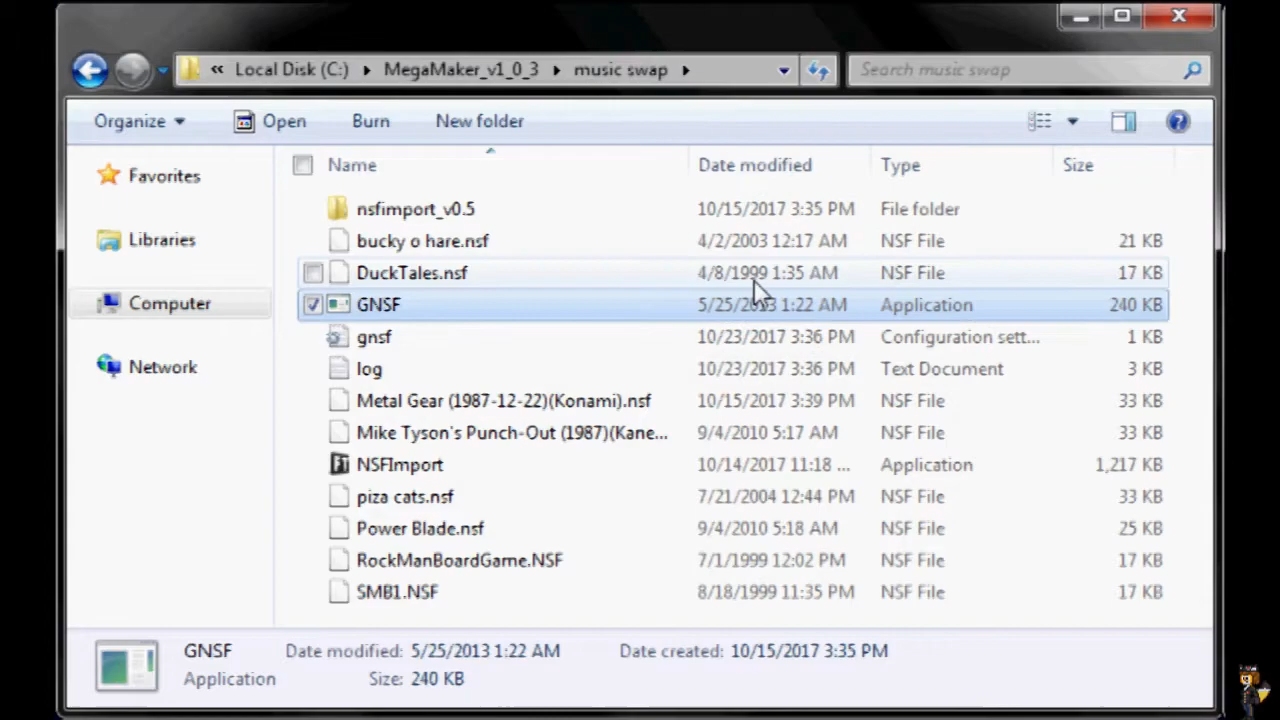 « Local Disk (C:) MegaMaker_v1_0_3 music swap Search music swap
Organize Open Burn New folder
Name Date modified Type Size
Favorites
Libraries
Computer
Network
nsfimport_v0.5 10/15/2017 3:35 PM File folder
bucky o hare.nsf 4/2/2003 12:17 AM NSF File 21 KB
DuckTales.nsf 4/8/1999 1:35 AM NSF File 17 KB
GNSF 5/25/2013 1:22 AM Application 240 KB
gnsf 10/23/2017 3:36 PM Configuration sett... 1 KB
log 10/23/2017 3:36 PM Text Document 3 KB
Metal Gear (1987-12-22)(Konami).nsf 10/15/2017 3:39 PM NSF File 33 KB
Mike Tyson's Punch-Out (1987)(Kane... 9/4/2010 5:17 AM NSF File 33 KB
NSFImport 10/14/2017 11:18 ... Application 1,217 KB
piza cats.nsf 7/21/2004 12:44 PM NSF File 33 KB
Power Blade.nsf 9/4/2010 5:18 AM NSF File 25 KB
RockManBoardGame.NSF 7/1/1999 12:02 PM NSF File 17 KB
SMB1.NSF 8/18/1999 11:35 PM NSF File 17 KB
GNSF Date modified: 5/25/2013 1:22 AM Date created: 10/15/2017 3:35 PM
Application Size: 240 KB